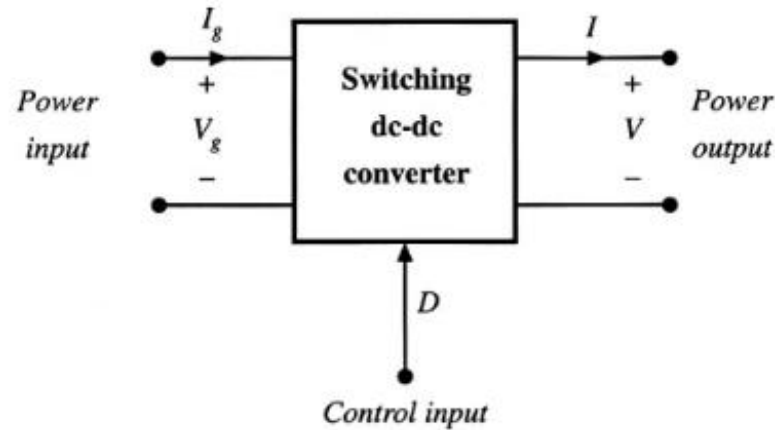 I_g
I
+
+
Power
input
V_g
Switching
dc-dc
converter
V
Power
output
−
−
D
Control input